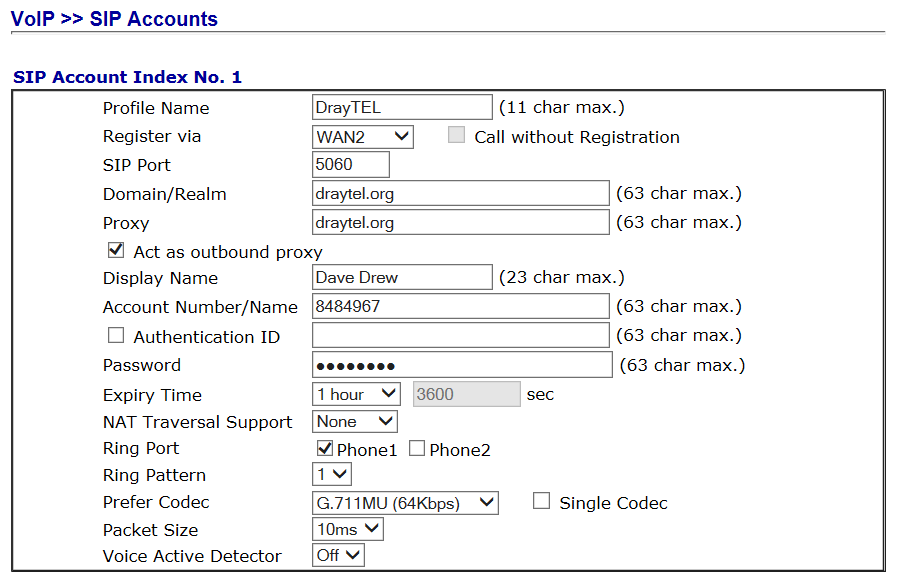 VoIP >> SIP Accounts
SIP Account Index No. 1
Profile Name DrayTEL (11 char max.)
Register via WAN2 Call without Registration
SIP Port 5060
Domain/Realm draytel.org (63 char max.)
Proxy draytel.org (63 char max.)
Act as outbound proxy
Display Name Dave Drew (23 char max.)
Account Number/Name 8484967 (63 char max.)
Authentication ID (63 char max.)
Password •••••••• (63 char max.)
Expiry Time 1 hour 3600 sec
NAT Traversal Support None
Ring Port Phone1 Phone2
Ring Pattern 1
Prefer Codec G.711MU (64Kbps) Single Codec
Packet Size 10ms
Voice Active Detector Off